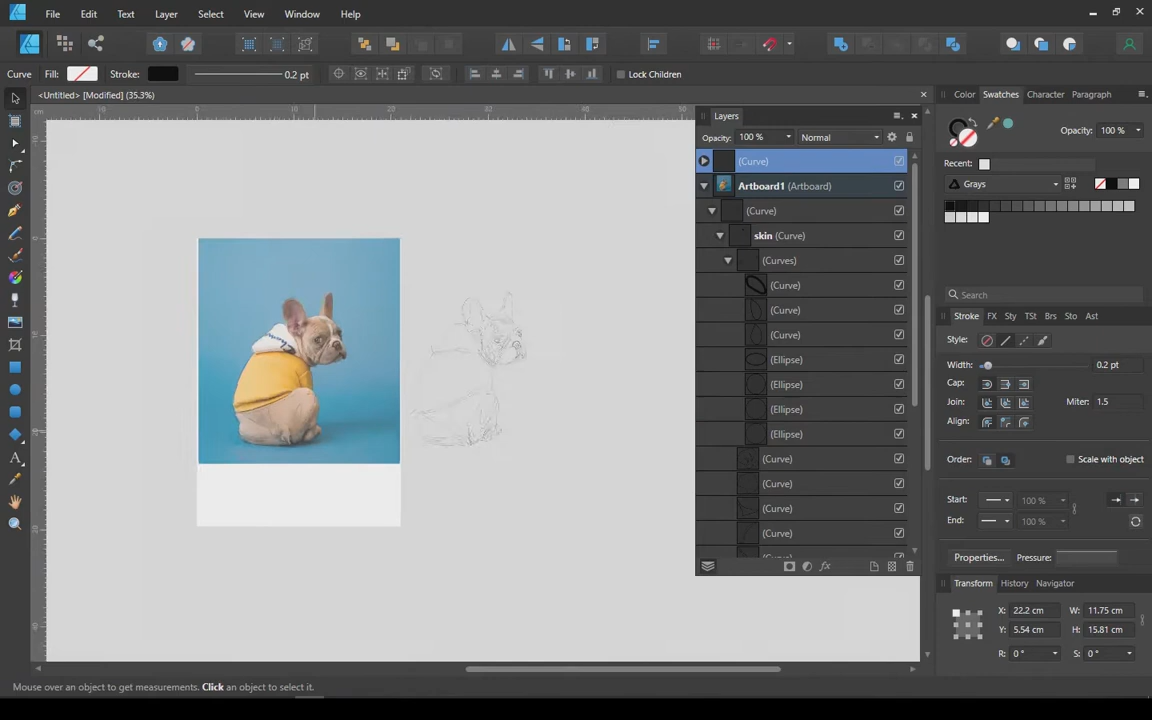 File Edit Text Layer Select View Window Help
Curve Fill: Stroke: 0.2 pt Lock Children
<Untitled> [Modified] (35.3%)
Color Swatches Character Paragraph
cm
Layers
Opacity: 100 % Normal
Opacity: 100 %
(Curve)
Recent:
Artboard1 (Artboard)
Grays
(Curve)
skin (Curve)
(Curves)
(Curve)
Search
(Curve)
Stroke FX Sty TSt Brs Sto Ast
(Curve)
Style:
(Ellipse)
Width: 0.2 pt
(Ellipse)
Cap:
(Ellipse)
Join: Miter: 1.5
Align:
(Ellipse)
(Curve)
Order: Scale with object
(Curve)
Start: 100 %
(Curve)
End: 100 %
(Curve)
Properties... Pressure:
Transform History Navigator
X: 22.2 cm W: 11.75 cm
Y: 5.54 cm H: 15.81 cm
R: 0 ° S: 0 °
Mouse over an object to get measurements. Click an object to select it.